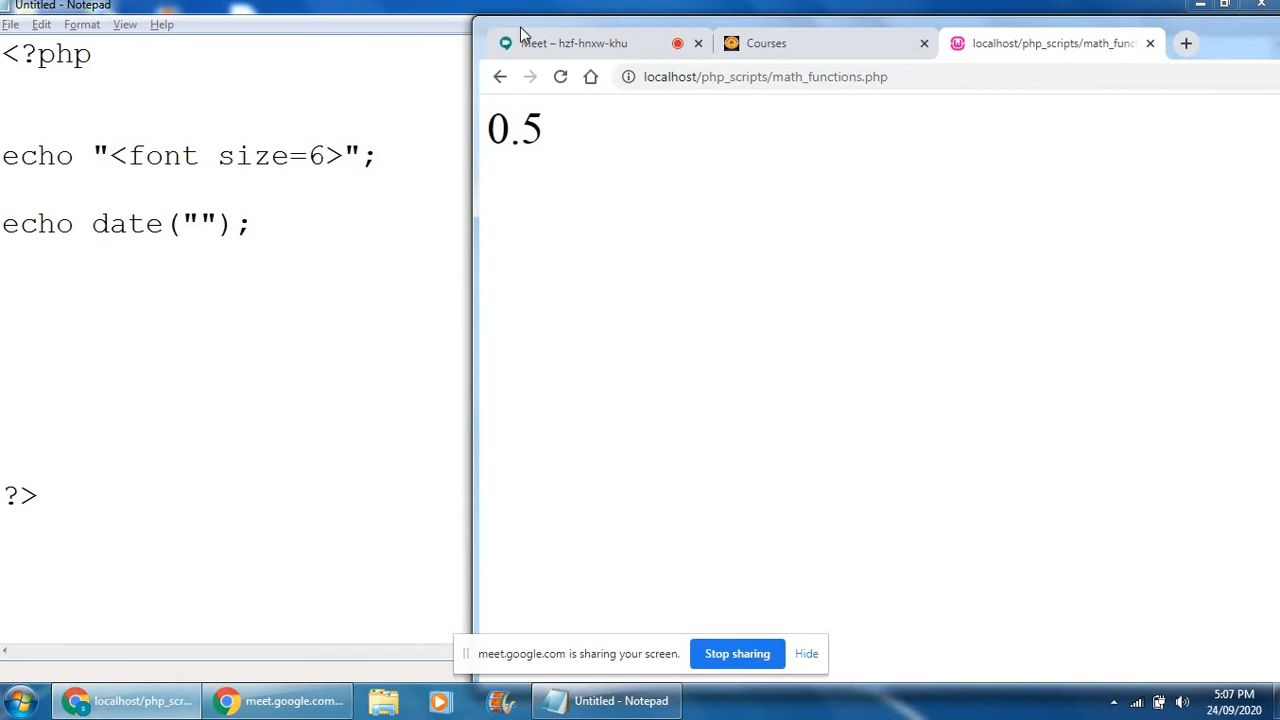 Untitled - Notepad
File Edit Format View Help
<?php
echo "<font size=6>";
echo date("");
?>
Meet – hzf-hnxw-khu
Courses
localhost/php_scripts/math_func
localhost/php_scripts/math_functions.php
0.5
meet.google.com is sharing your screen.
Stop sharing
Hide
localhost/php_scr...
meet.google.com...
Untitled - Notepad
5:07 PM
24/09/2020